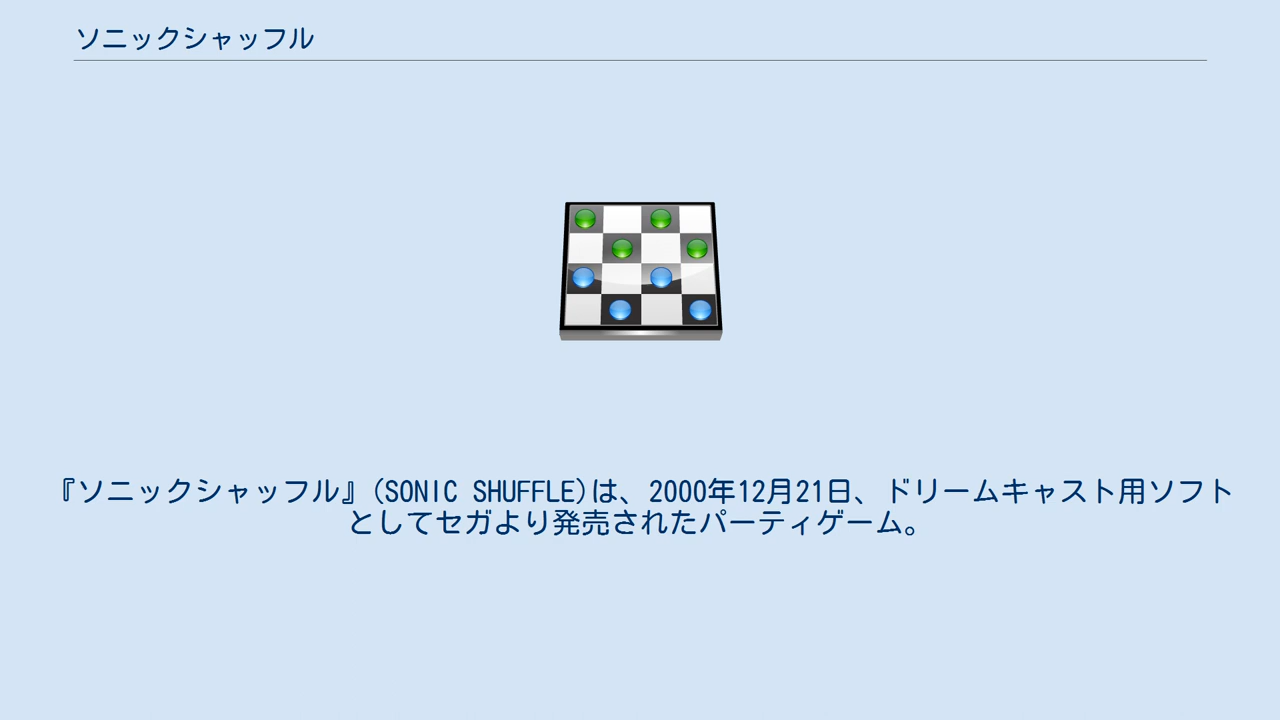 ソニックシャッフル
『ソニックシャッフル』(SONIC SHUFFLE)は、2000年12月21日、ドリームキャスト用ソフト
としてセガより発売されたパーティゲーム。